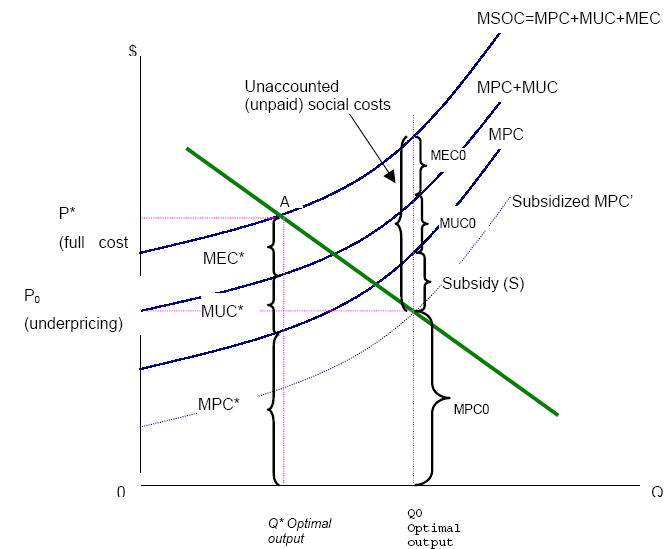 MSOC=MPC+MUC+MEC
$
Unaccounted
(unpaid) social costs
MPC+MUC
MPC
MEC0
A
Subsidized MPC’
P*
(full cost
MUC0
MEC*
Subsidy (S)
P₀
(underpricing)
MUC*
MPC*
MPC0
0
Q
Q* Optimal
output
Q0
Optimal
output